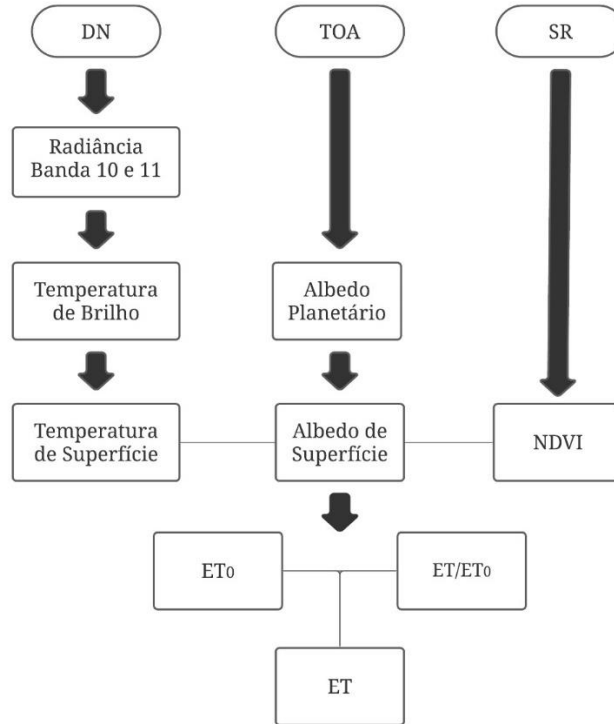 DN
TOA
SR
Radiância
Banda 10 e 11
Temperatura
de Brilho
Albedo
Planetário
Temperatura
de Superfície
Albedo de
Superfície
NDVI
ET0
ET/ET0
ET